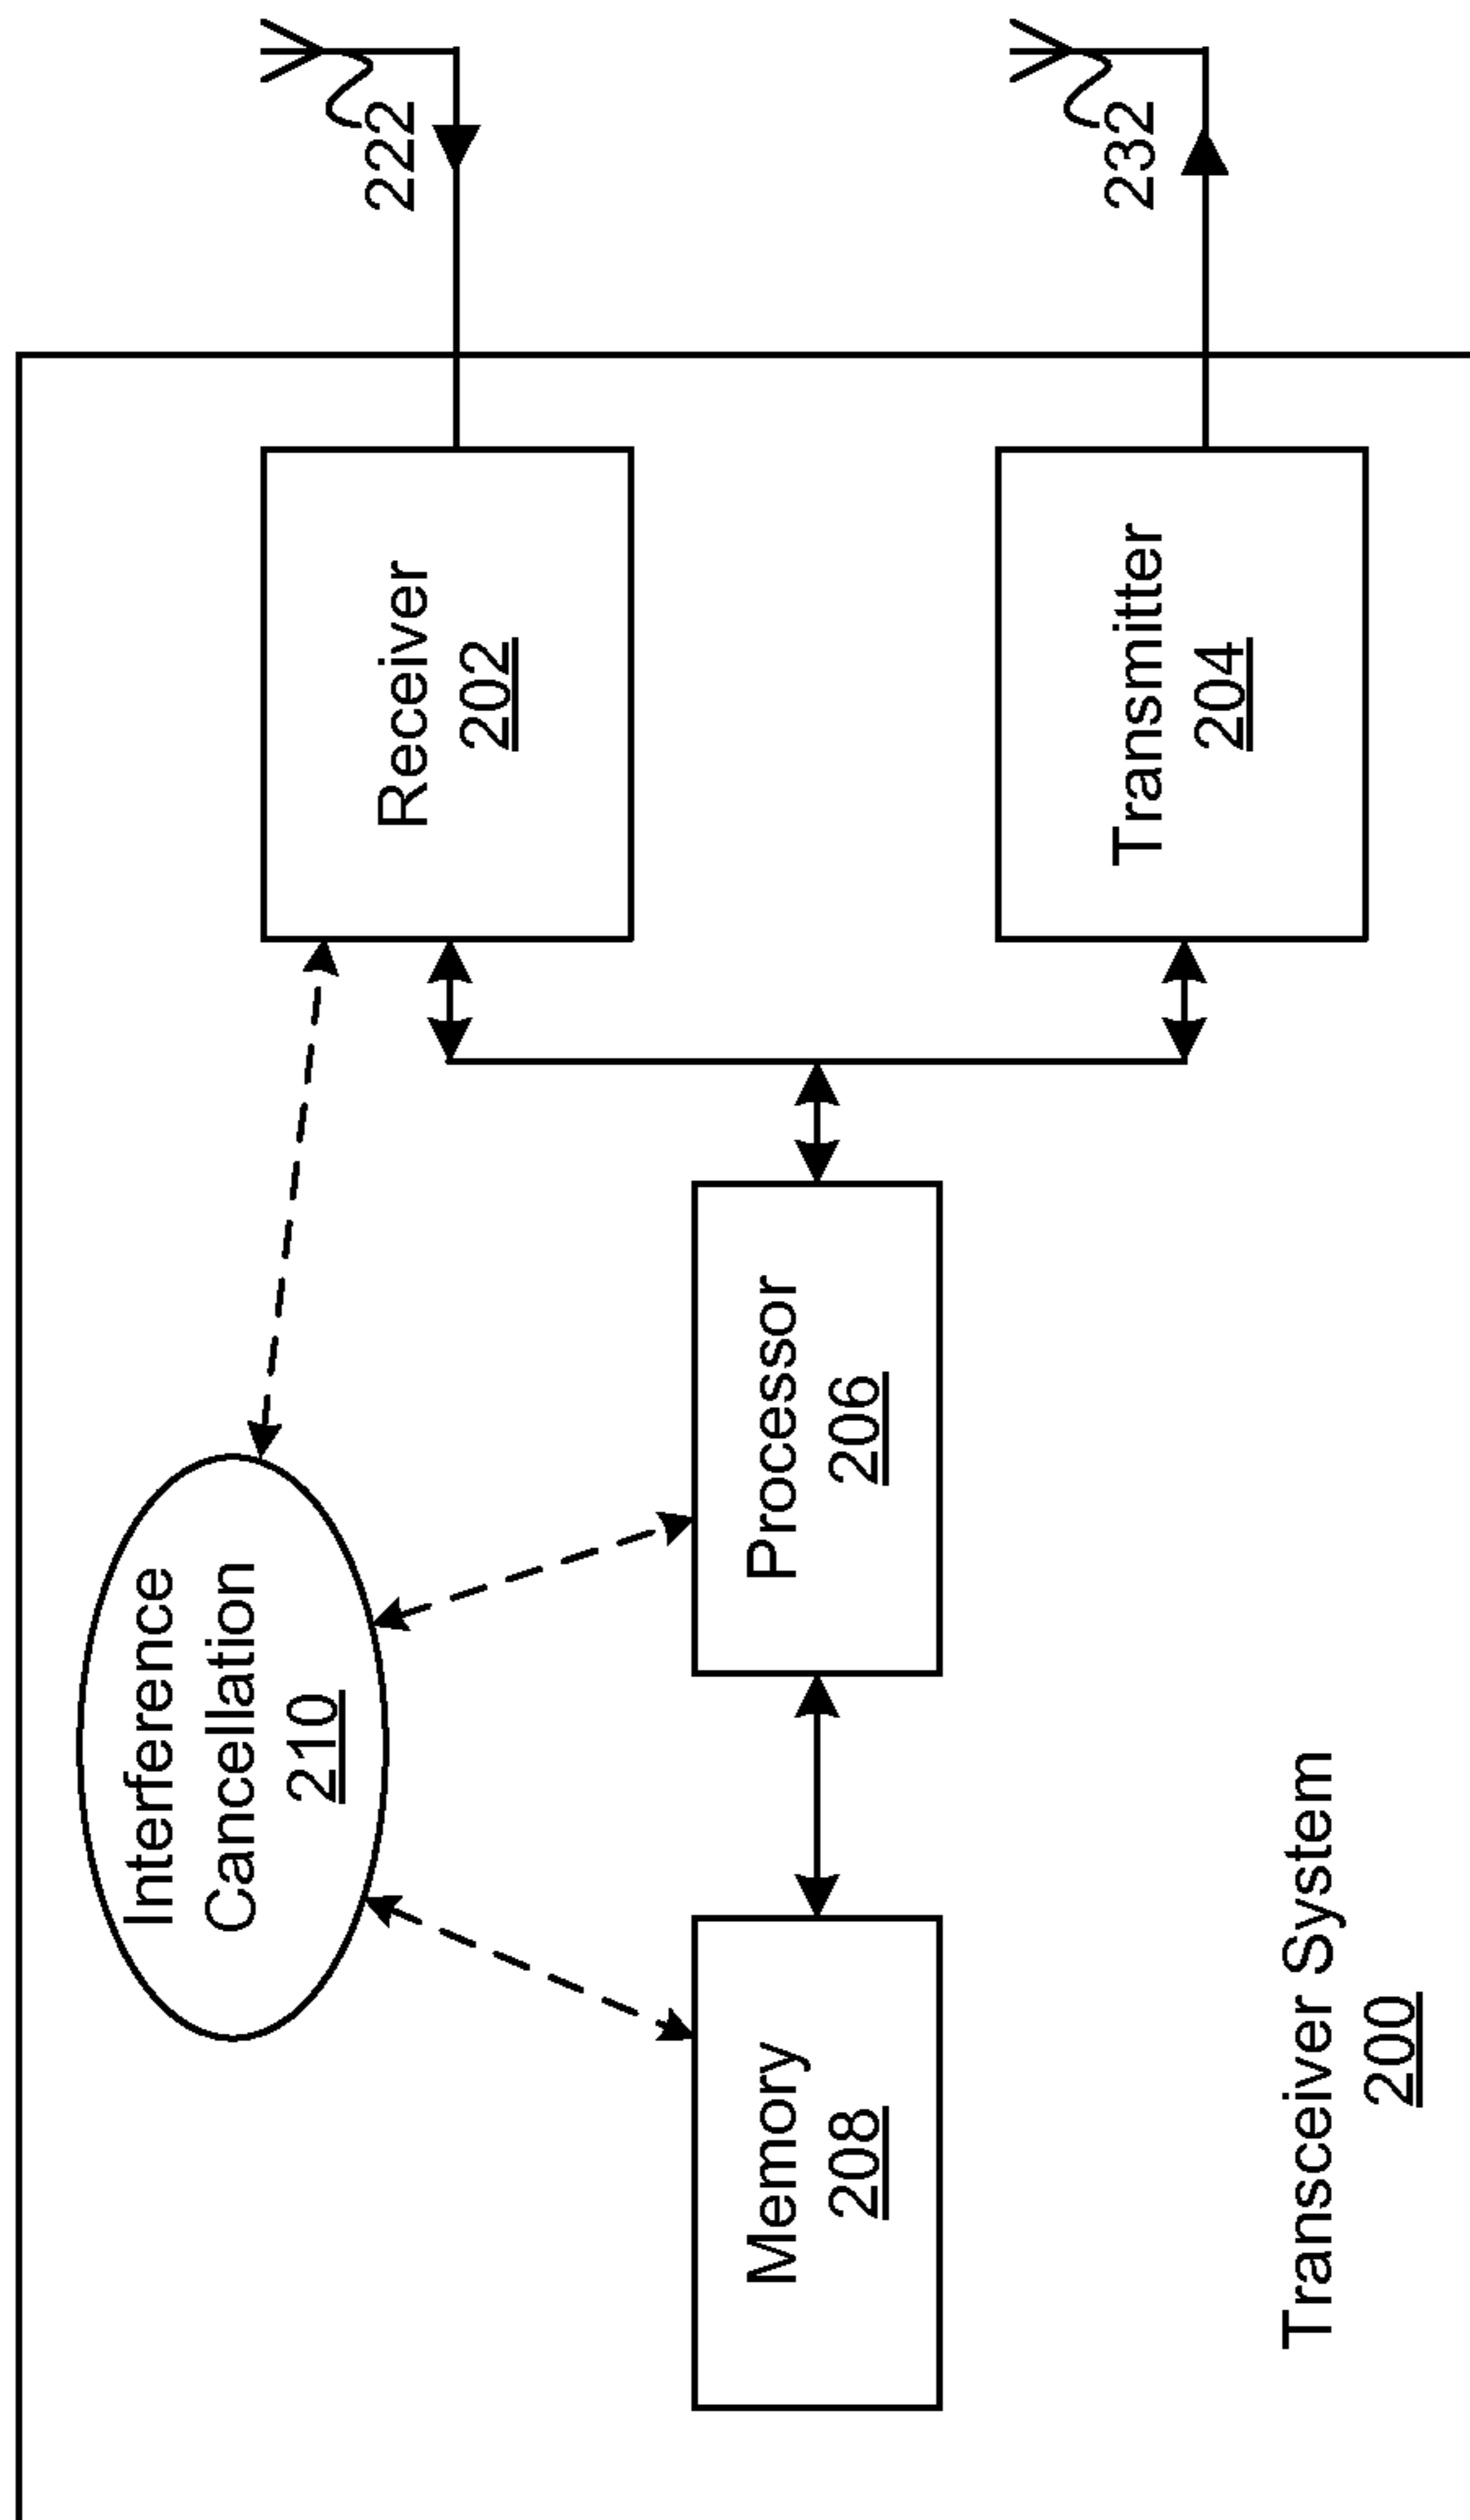 Interference
Cancellation
210
222
Receiver
202
Memory
208
Processor
206
232
Transmitter
204
Transceiver System
200